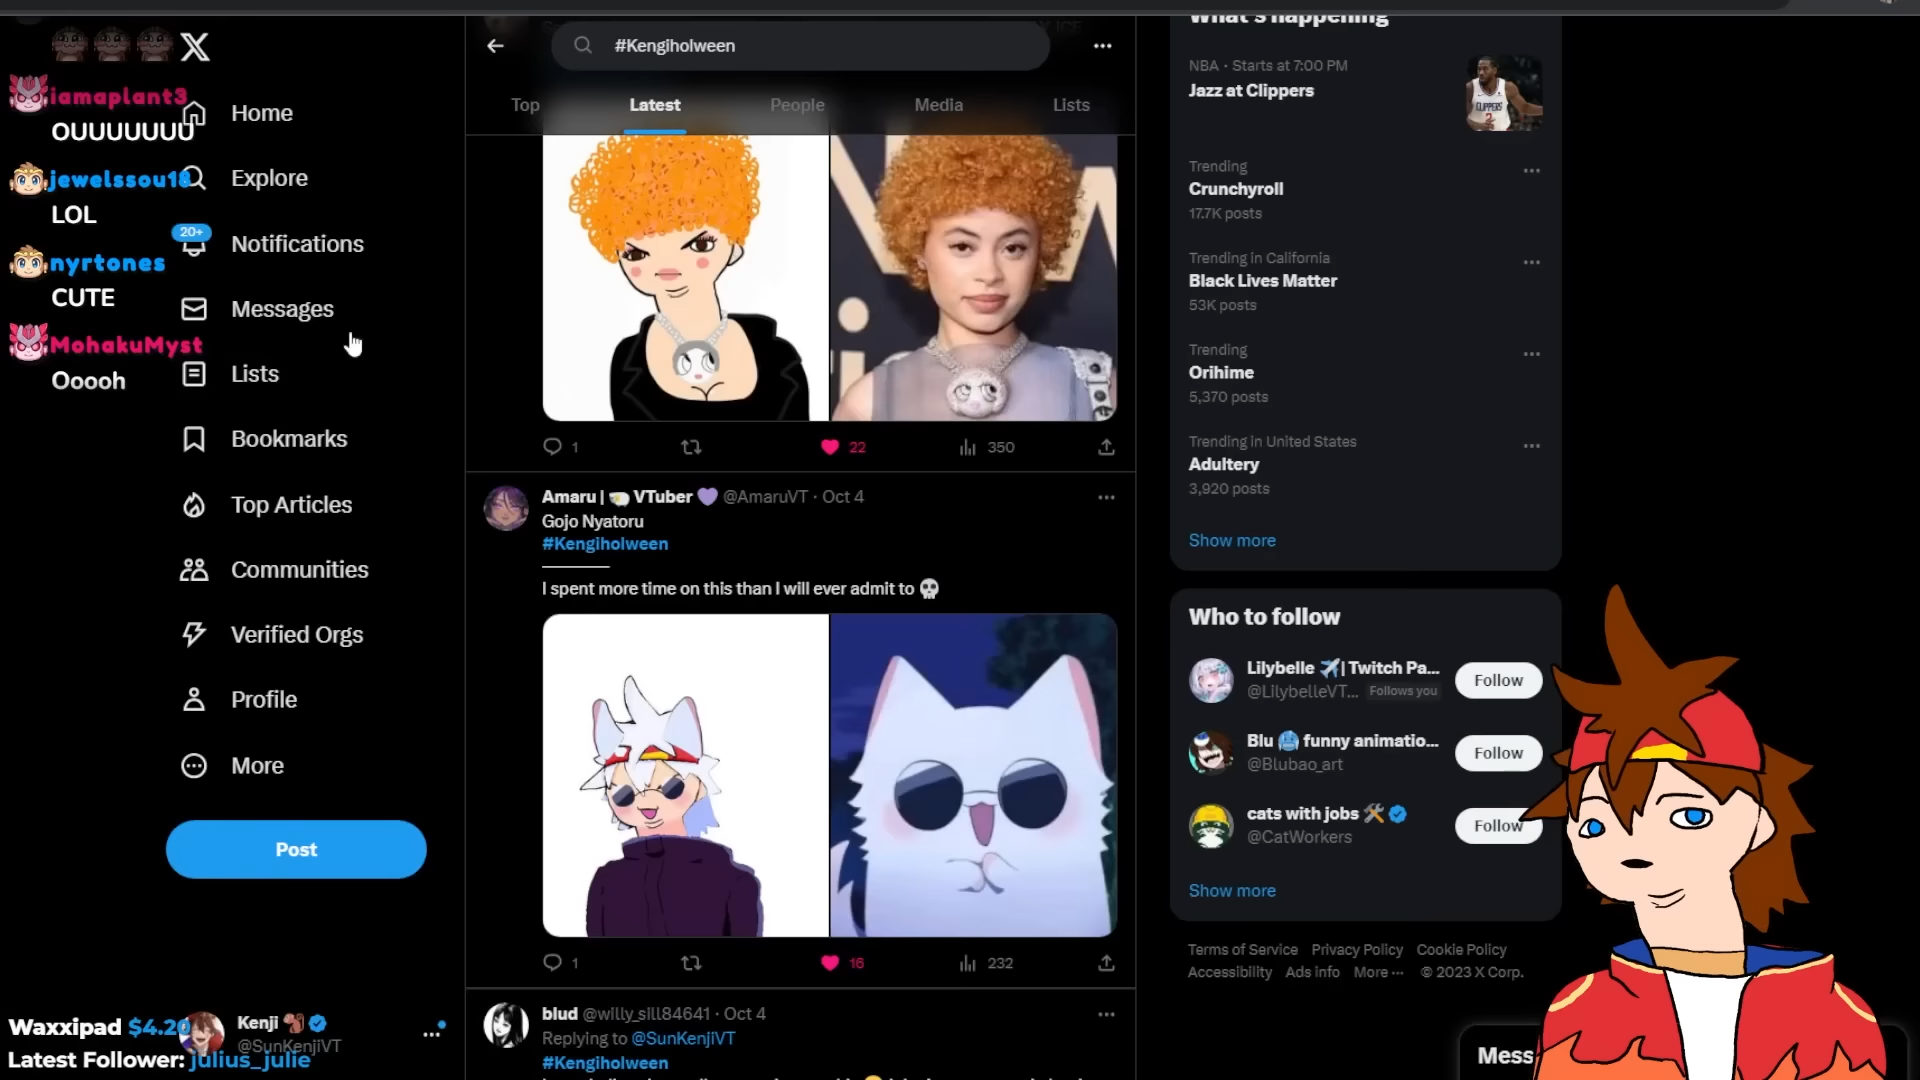 iamaplant3
OUUUUUUU
jewelssou18
LOL
nyrtones
CUTE
MohakuMyst
Ooooh
Home
Explore
20+
Notifications
Messages
Lists
Bookmarks
Top Articles
Communities
Verified Orgs
Profile
More
Post
Kenji
@SunKenjiVT
Waxxipad $4.20
Latest Follower: julius_julie
#Kengiholween
Top
Latest
People
Media
Lists
1
22
350
Amaru | VTuber @AmaruVT · Oct 4
Gojo Nyatoru
#Kengiholween
I spent more time on this than I will ever admit to
1
16
232
blud @willy_sill84641 · Oct 4
Replying to @SunKenjiVT
#Kengiholween
What's happening
NBA · Starts at 7:00 PM
Jazz at Clippers
CLIPPERS
2
Trending
Crunchyroll
17.7K posts
Trending in California
Black Lives Matter
53K posts
Trending
Orihime
5,370 posts
Trending in United States
Adultery
3,920 posts
Show more
Who to follow
Lilybelle | Twitch Pa...
@LilybelleVT... Follows you
Follow
Blu funny animatio...
@Blubao_art
Follow
cats with jobs
@CatWorkers
Follow
Show more
Terms of Service Privacy Policy Cookie Policy
Accessibility Ads info More ··· © 2023 X Corp.
Mess